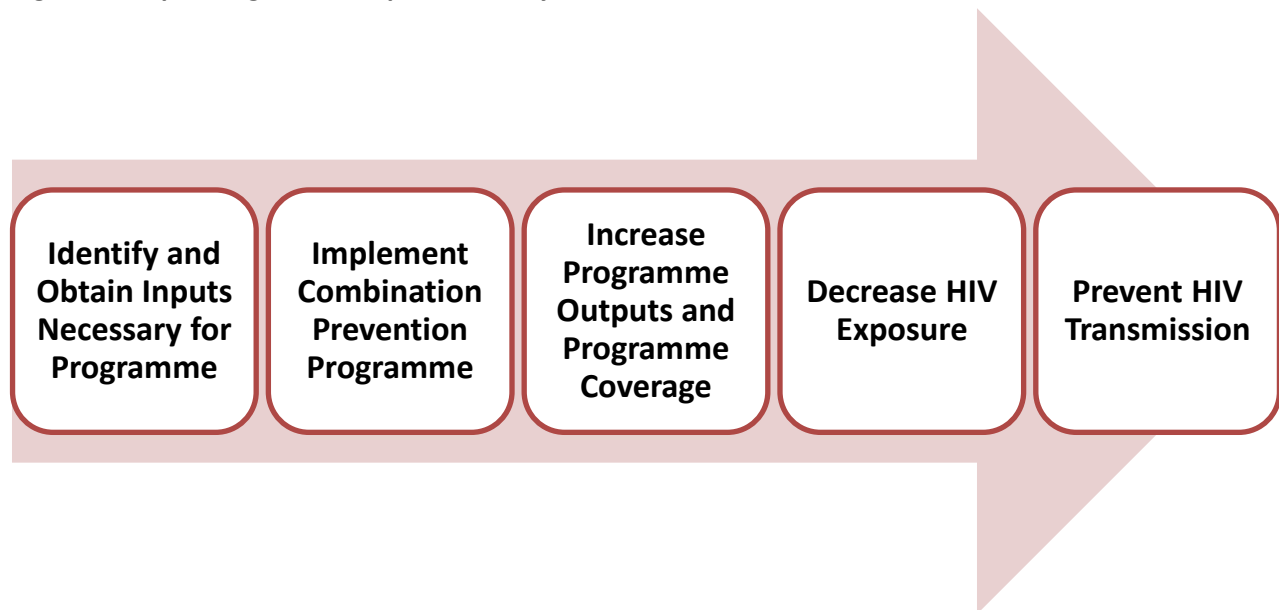 Identify and
Obtain Inputs
Necessary for
Programme
Implement
Combination
Prevention
Programme
Increase
Programme
Outputs and
Programme
Coverage
Decrease HIV
Exposure
Prevent HIV
Transmission